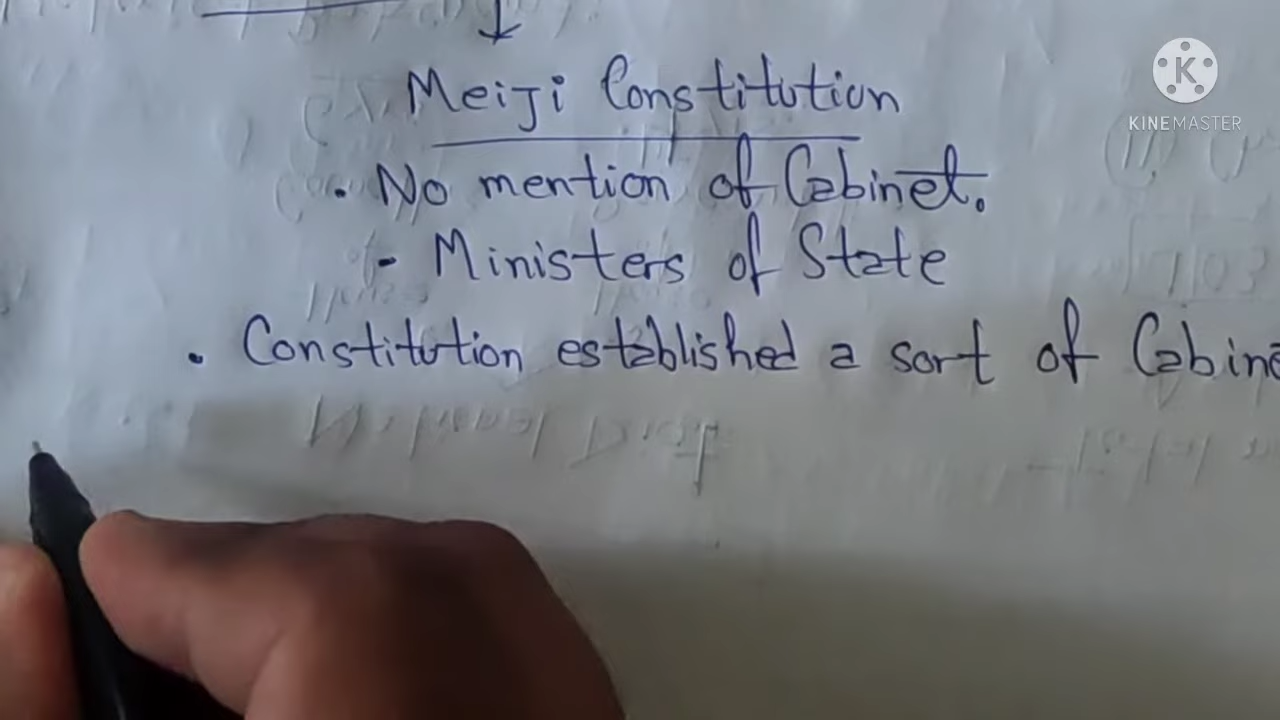 Meiji Constitution
KINEMASTER
. No mention of Cabinet.
- Ministers of State
. Constitution established a sort of Cabine